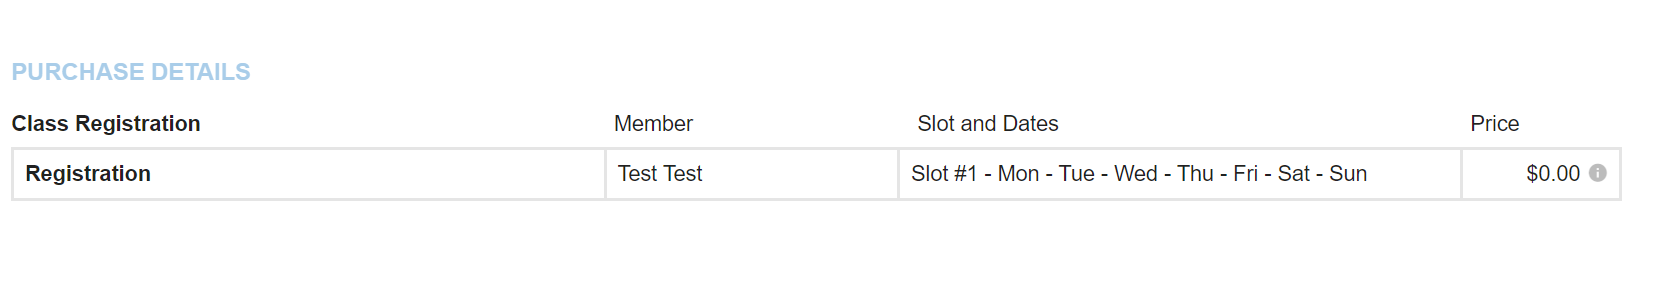 PURCHASE DETAILS
Class Registration Member Slot and Dates Price
Registration Test Test Slot #1 - Mon - Tue - Wed - Thu - Fri - Sat - Sun $0.00